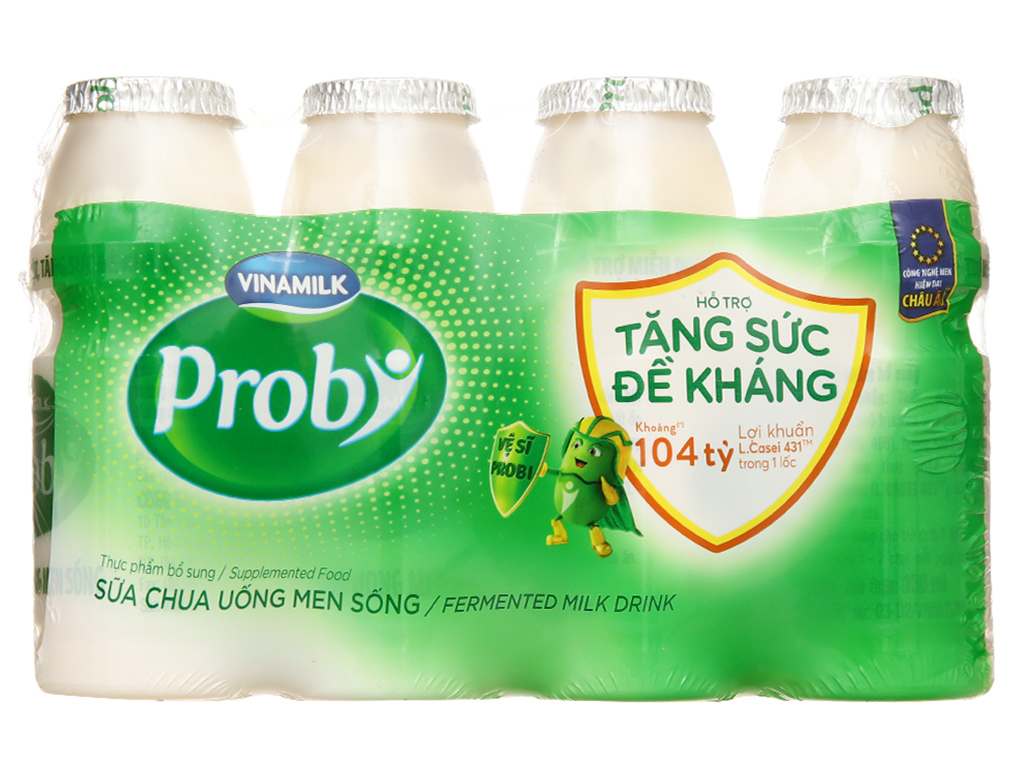 VINAMILK
Proby
HỖ TRỢ
TĂNG SỨC
ĐỀ KHÁNG
Khoảng(*)
104 tỷ
Lợi khuẩn
L.Casei 431™
trong 1 lốc
CÔNG NGHỆ MEN
HIỆN ĐẠI
CHÂU ÂU
VỆ SĨ
PROBI
Thực phẩm bổ sung / Supplemented Food
SỮA CHUA UỐNG MEN SỐNG / FERMENTED MILK DRINK